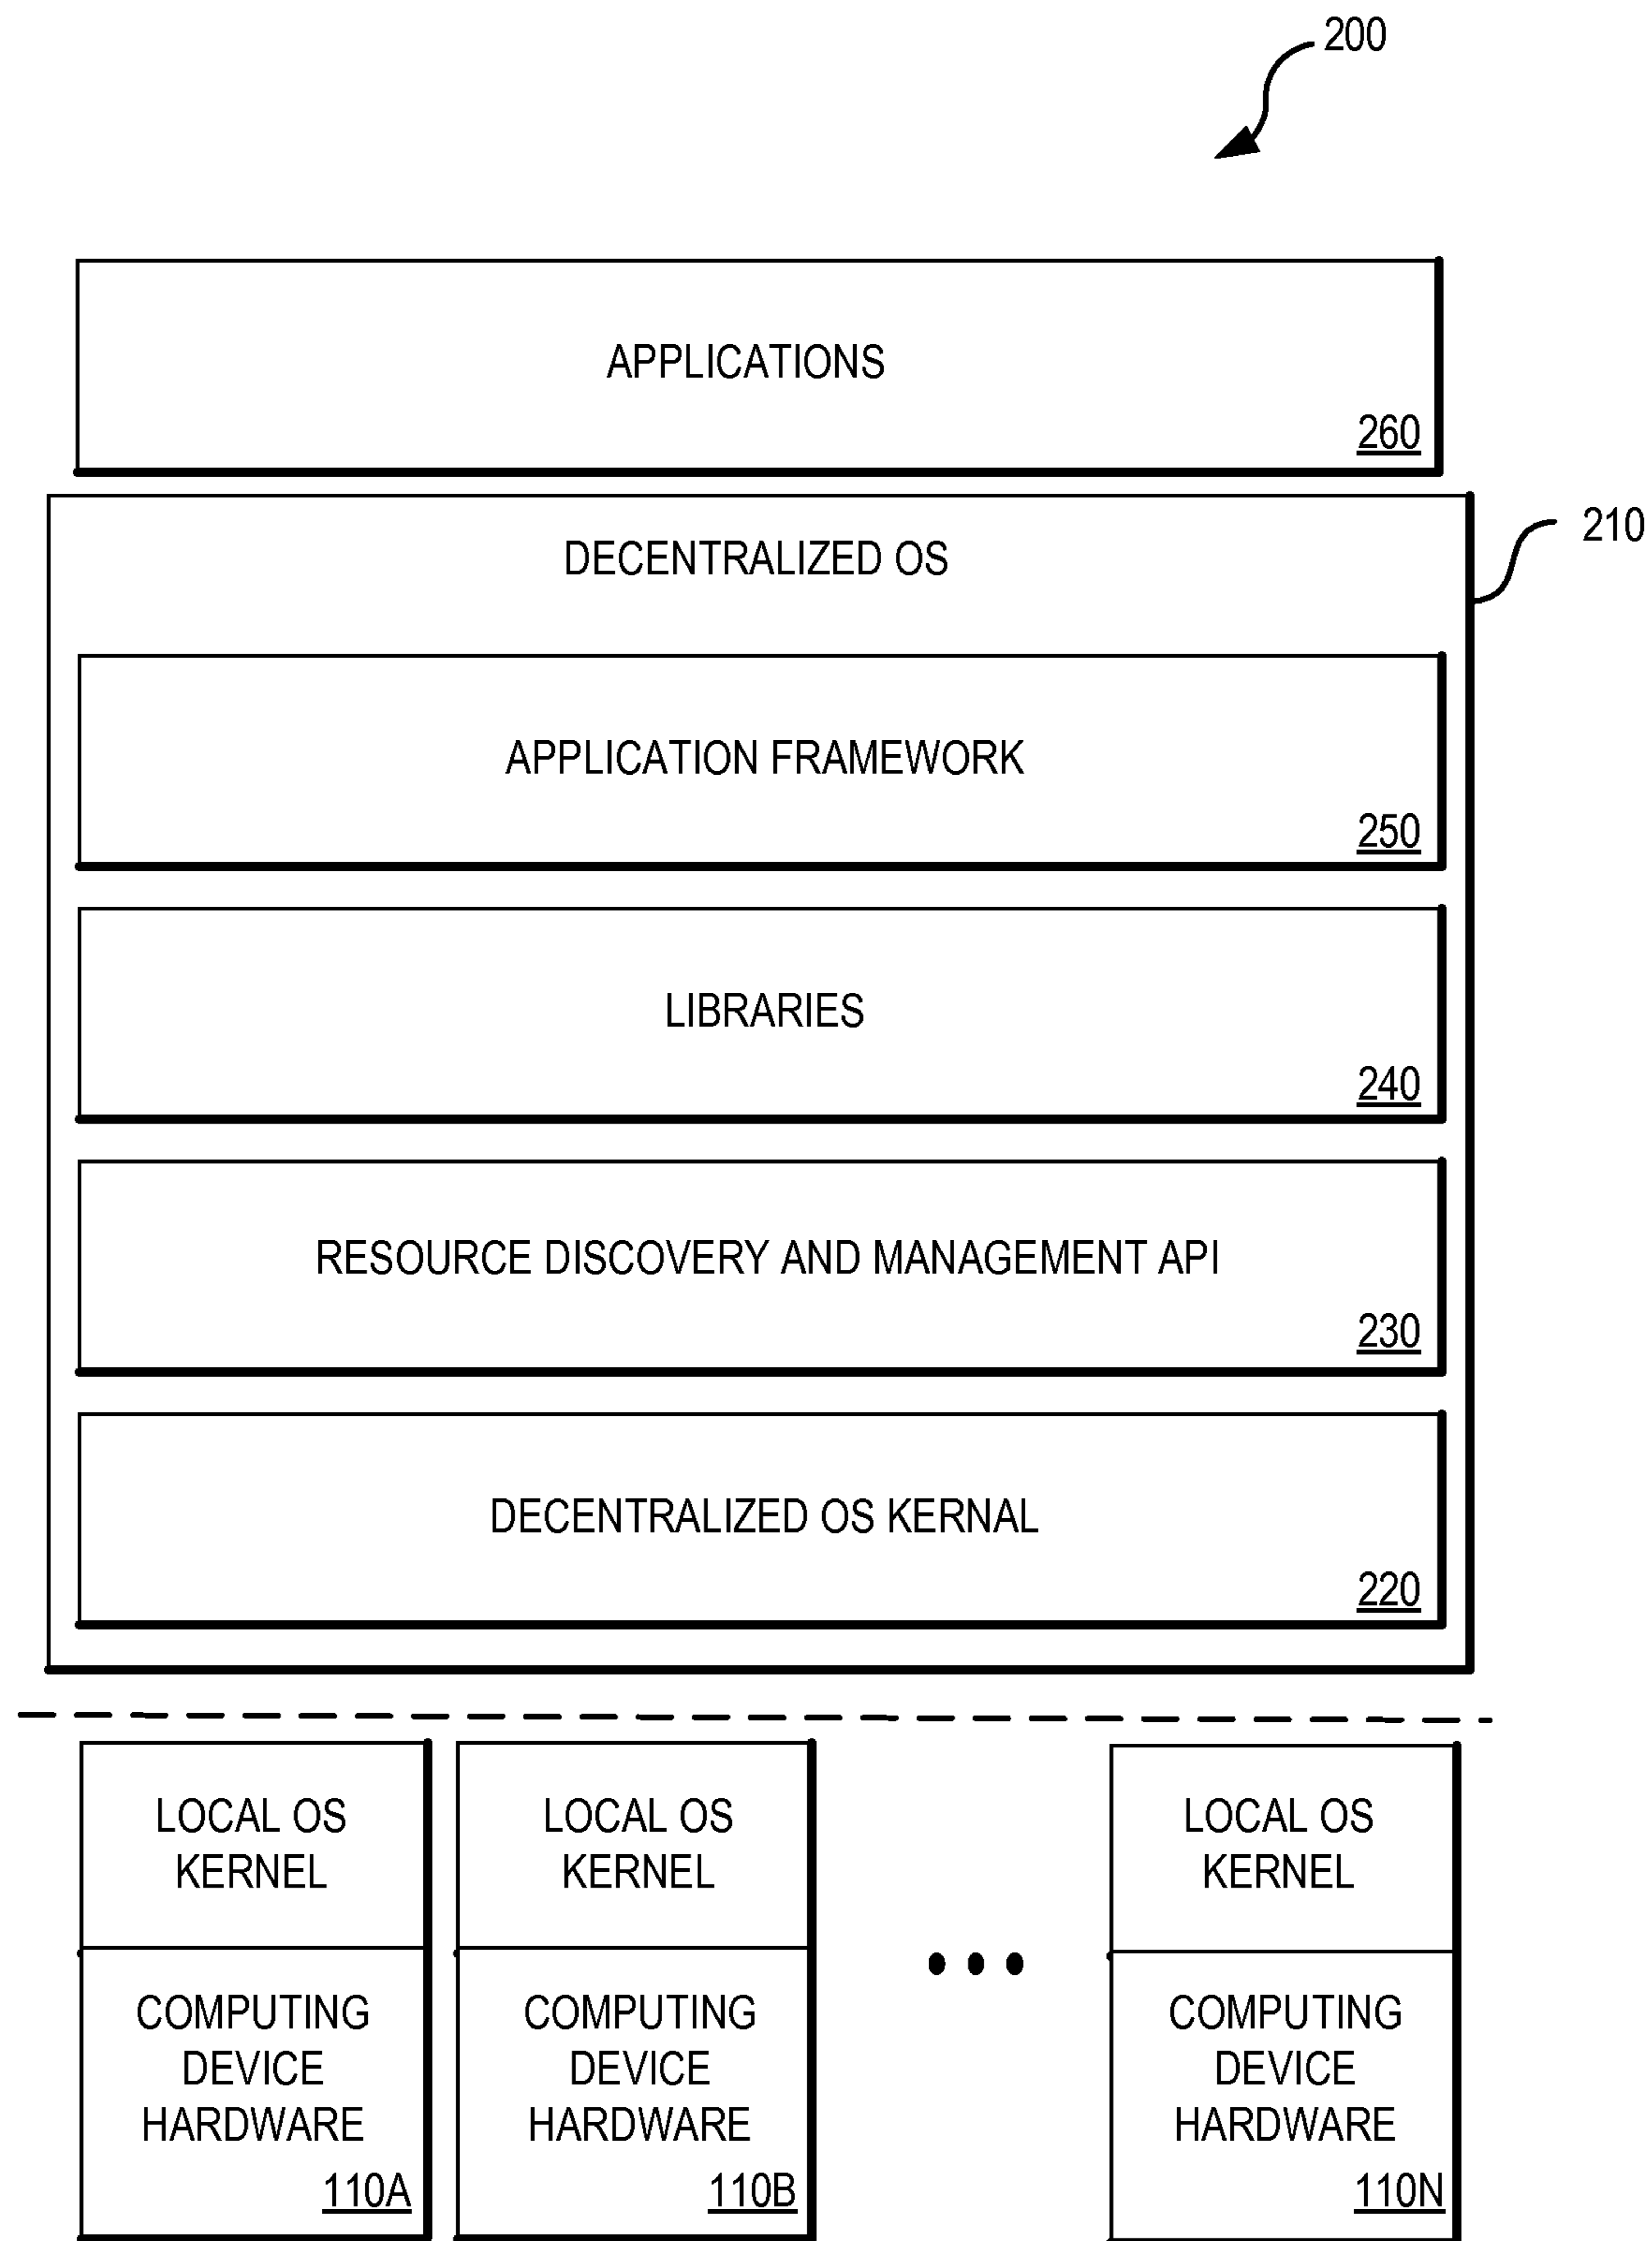 200
APPLICATIONS
260
210
DECENTRALIZED OS
APPLICATION FRAMEWORK
250
LIBRARIES
240
RESOURCE DISCOVERY AND MANAGEMENT API
230
DECENTRALIZED OS KERNAL
220
LOCAL OS
KERNEL
COMPUTING
DEVICE
HARDWARE
110A
LOCAL OS
KERNEL
COMPUTING
DEVICE
HARDWARE
110B
LOCAL OS
KERNEL
COMPUTING
DEVICE
HARDWARE
110N